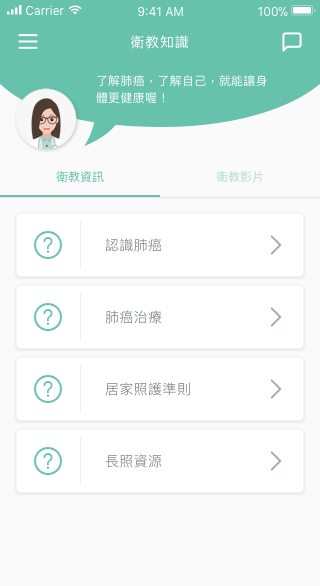 Carrier 9:41 AM 100%
衛教知識
了解肺癌，了解自己，就能讓身
體更健康喔！
衛教資訊 衛教影片
? 認識肺癌
? 肺癌治療
? 居家照護準則
? 長照資源